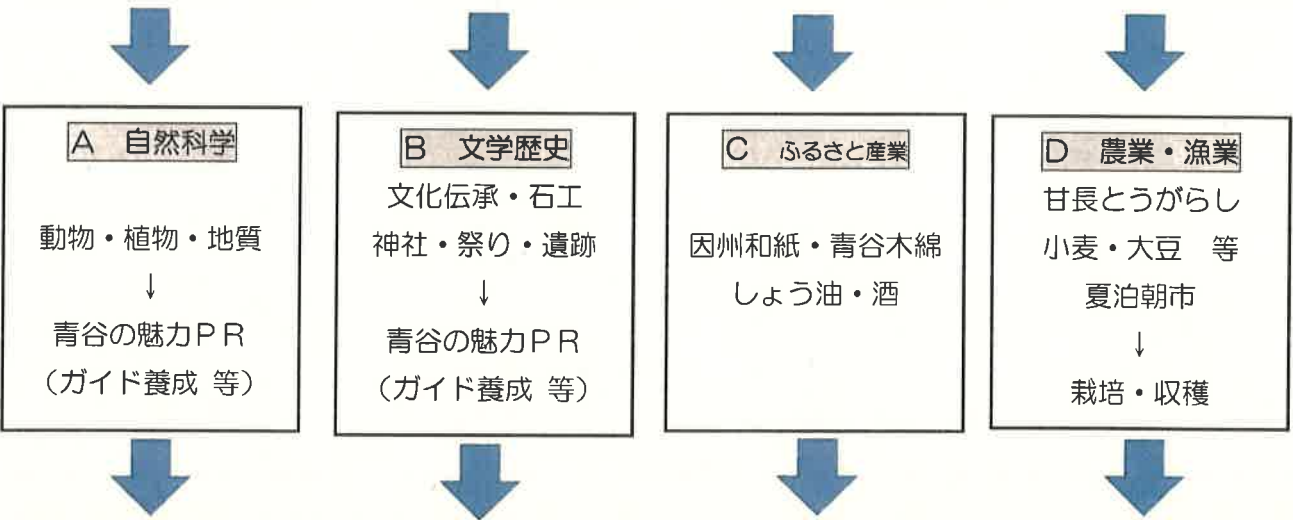 A 自然科学
動物・植物・地質
↓
青谷の魅力PR
(ガイド養成 等)
B 文学歴史
文化伝承・石工
神社・祭り・遺跡
↓
青谷の魅力PR
(ガイド養成 等)
C ふるさと産業
因州和紙・青谷木綿
しょう油・酒
D 農業・漁業
甘長とうがらし
小麦・大豆 等
夏泊朝市
↓
栽培・収穫